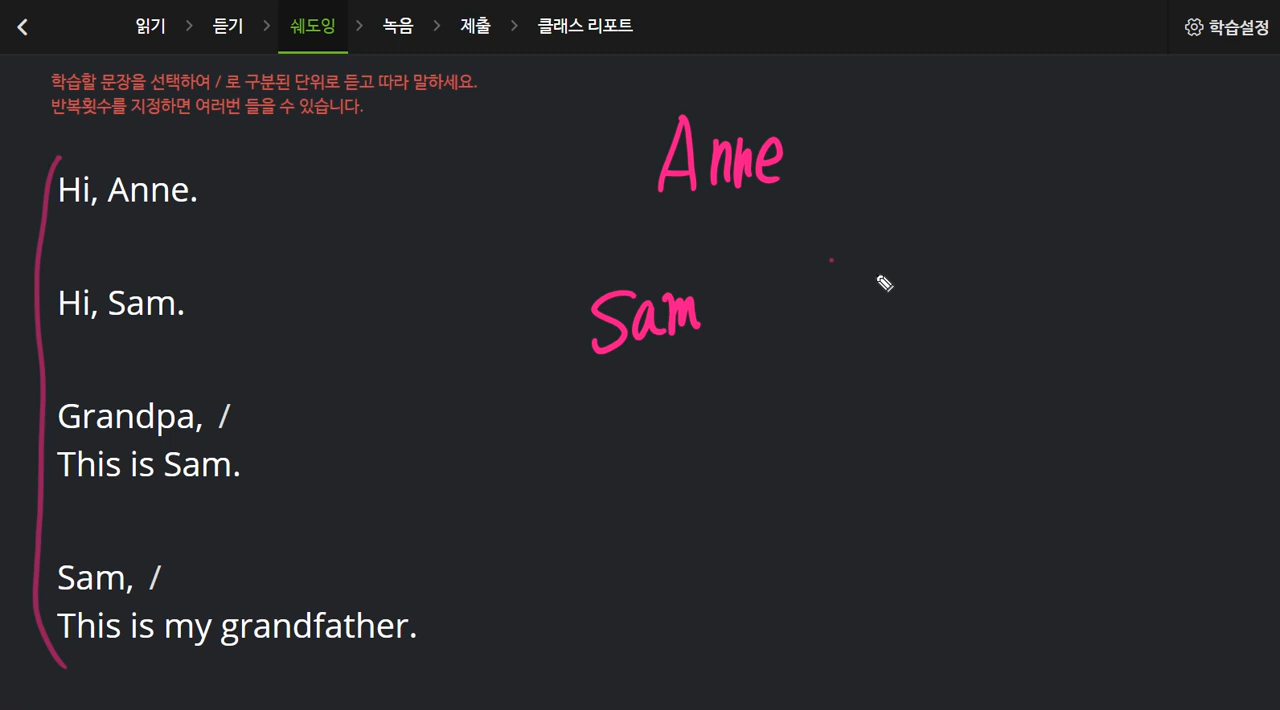 읽기 > 듣기 > 쉐도잉 > 녹음 > 제출 > 클래스 리포트 학습설정
학습할 문장을 선택하여 / 로 구분된 단위로 듣고 따라 말하세요.
반복횟수를 지정하면 여러번 들을 수 있습니다.
Anne
Hi, Anne.
Hi, Sam.
Sam
Grandpa, /
This is Sam.
Sam, /
This is my grandfather.